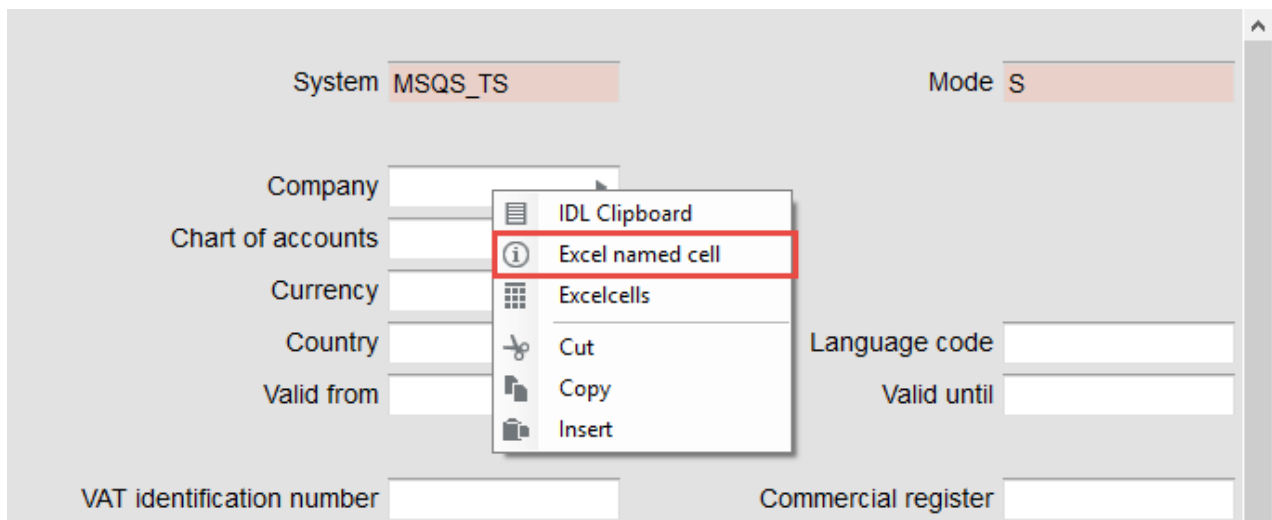 System MSQS_TS Mode S
Company
IDL Clipboard
Chart of accounts
Excel named cell
Currency
Excelcells
Country
Cut
Language code
Valid from
Copy
Valid until
Insert
VAT identification number
Commercial register